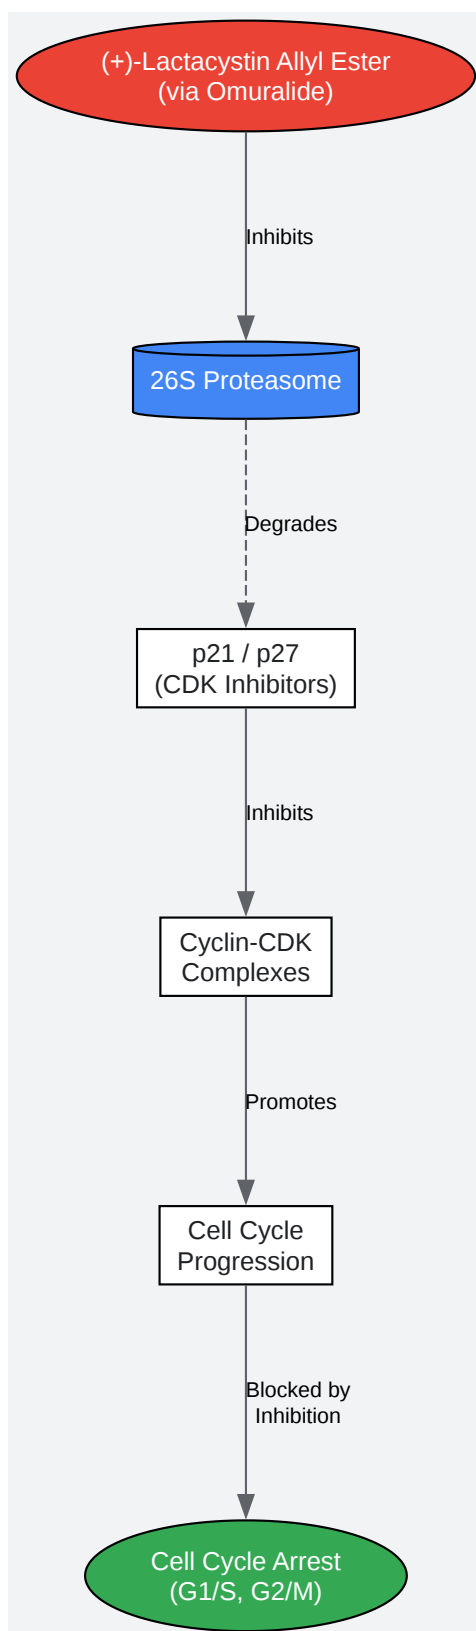 (+)-Lactacystin Allyl Ester
(via Omuralide)
Inhibits
26S Proteasome
Degrades
p21 / p27
(CDK Inhibitors)
Inhibits
Cyclin-CDK
Complexes
Promotes
Cell Cycle
Progression
Blocked by
Inhibition
Cell Cycle Arrest
(G1/S, G2/M)